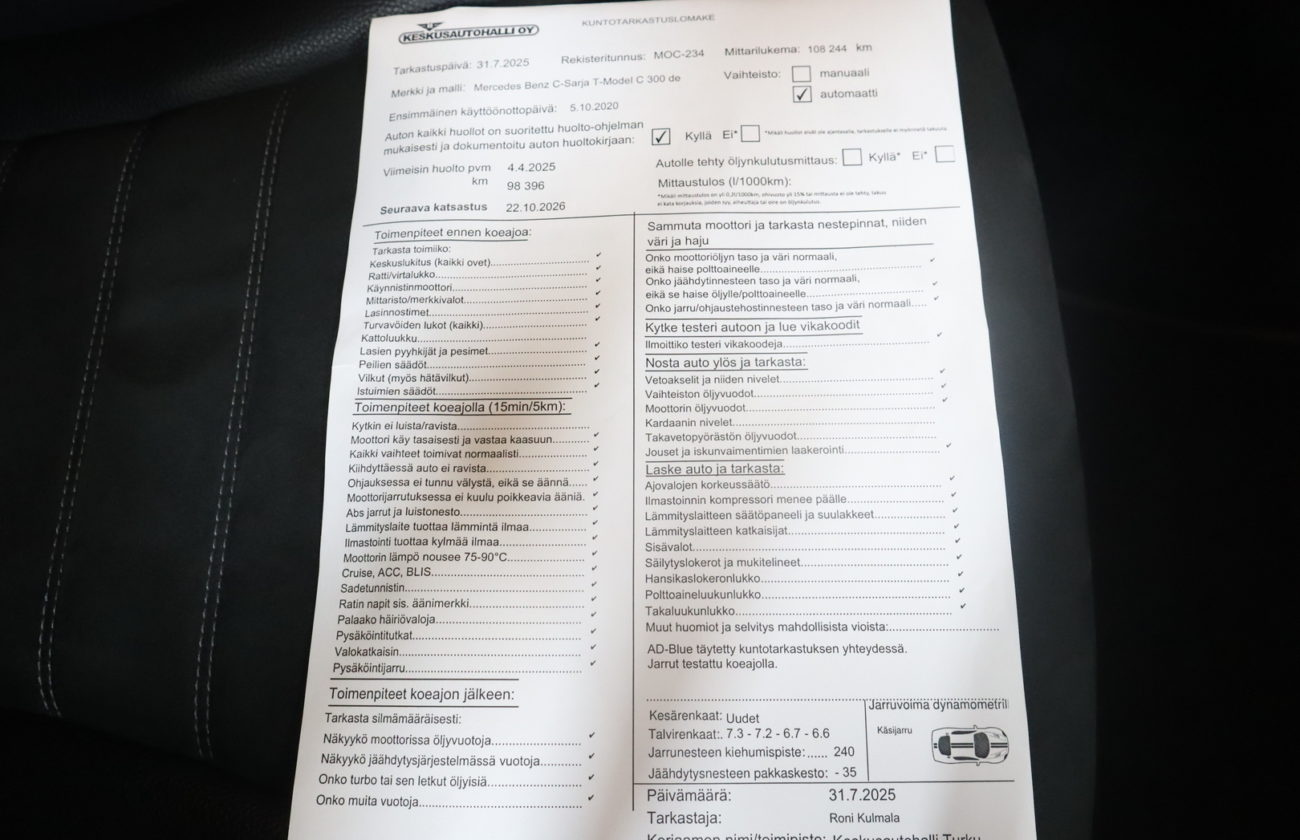 KESKUSAUTOHALLI OY
KUNTOTARKASTUSLOMAKE
Tarkastuspäivä: 31.7.2025
Rekisteritunnus: MOC-234
Mittarilukema: 108 244 km
Merkki ja malli: Mercedes Benz C-Sarja T-Model C 300 de
Vaihteisto: manuaali
✓ automaatti
Ensimmäinen käyttöönottopäivä: 5.10.2020
Auton kaikki huollot on suoritettu huolto-ohjelman
mukaisesti ja dokumentoitu auton huoltokirjaan: ✓ Kyllä Ei*
Viimeisin huolto pvm 4.4.2025
km 98 396
Seuraava katsastus 22.10.2026
Autolle tehty öljynkulutusmittaus: Kyllä* Ei*
Mittaustulos (l/1000km):
Toimenpiteet ennen koeajoa:
Tarkasta toimiiko:
Keskuslukitus (kaikki ovet)..... ✓
Ratti/virtalukko..... ✓
Käynnistinmoottori..... ✓
Mittaristo/merkkivalot..... ✓
Lasinnostimet..... ✓
Turvavöiden lukot (kaikki)..... ✓
Kattoluukku.....
Lasien pyyhkijät ja pesimet..... ✓
Peilien säädöt..... ✓
Vilkut (myös hätävilkut)..... ✓
Istuimien säädöt..... ✓
Toimenpiteet koeajolla (15min/5km):
Kytkin ei luista/ravista.....
Moottori käy tasaisesti ja vastaa kaasuun..... ✓
Kaikki vaihteet toimivat normaalisti..... ✓
Kiihdyttäessä auto ei ravista..... ✓
Ohjauksessa ei tunnu välystä, eikä se äännä..... ✓
Moottorijarrutuksessa ei kuulu poikkeavia ääniä. ✓
Abs jarrut ja luistonesto..... ✓
Lämmityslaite tuottaa lämmintä ilmaa..... ✓
Ilmastointi tuottaa kylmää ilmaa..... ✓
Moottorin lämpö nousee 75-90°C..... ✓
Cruise, ACC, BLIS..... ✓
Sadetunnistin..... ✓
Ratin napit sis. äänimerkki..... ✓
Palaako häiriövaloja..... ✓
Pysäköintitutkat..... ✓
Valokatkaisin..... ✓
Pysäköintijarru..... ✓
Toimenpiteet koeajon jälkeen:
Tarkasta silmämääräisesti:
Näkyykö moottorissa öljyvuotoja..... ✓
Näkyykö jäähdytysjärjestelmässä vuotoja..... ✓
Onko turbo tai sen letkut öljyisiä..... ✓
Onko muita vuotoja..... ✓
Sammuta moottori ja tarkasta nestepinnat, niiden
väri ja haju
Onko moottoriöljyn taso ja väri normaali,
eikä haise polttoaineelle..... ✓
Onko jäähdytinnesteen taso ja väri normaali,
eikä se haise öljylle/polttoaineelle..... ✓
Onko jarru/ohjaustehostinnesteen taso ja väri normaali..... ✓
Kytke testeri autoon ja lue vikakoodit
Ilmoittiko testeri vikakoodeja..... ✓
Nosta auto ylös ja tarkasta:
Vetoakselit ja niiden nivelet..... ✓
Vaihteiston öljyvuodot..... ✓
Moottorin öljyvuodot..... ✓
Kardaanin nivelet.....
Takavetopyörästön öljyvuodot.....
Jouset ja iskunvaimentimien laakerointi..... ✓
Laske auto ja tarkasta:
Ajovalojen korkeussäätö..... ✓
Ilmastoinnin kompressori menee päälle..... ✓
Lämmityslaitteen säätöpaneeli ja suulakkeet..... ✓
Lämmityslaitteen katkaisijat..... ✓
Sisävalot..... ✓
Säilytyslokerot ja mukitelineet..... ✓
Hansikaslokeronlukko..... ✓
Polttoaineluukunlukko..... ✓
Takaluukunlukko..... ✓
Muut huomiot ja selvitys mahdollisista vioista:.....
AD-Blue täytetty kuntotarkastuksen yhteydessä.
Jarrut testattu koeajolla.
Kesärenkaat: Uudet
Talvirenkaat:. 7.3 - 7.2 - 6.7 - 6.6
Jarrunesteen kiehumispiste:...... 240
Jäähdytysnesteen pakkaskesto: - 35
Jarruvoima dynamometril
Käsijarru
Päivämäärä: 31.7.2025
Tarkastaja: Roni Kulmala
Korjaamon nimi/toimipiste: Keskusautohalli Turku